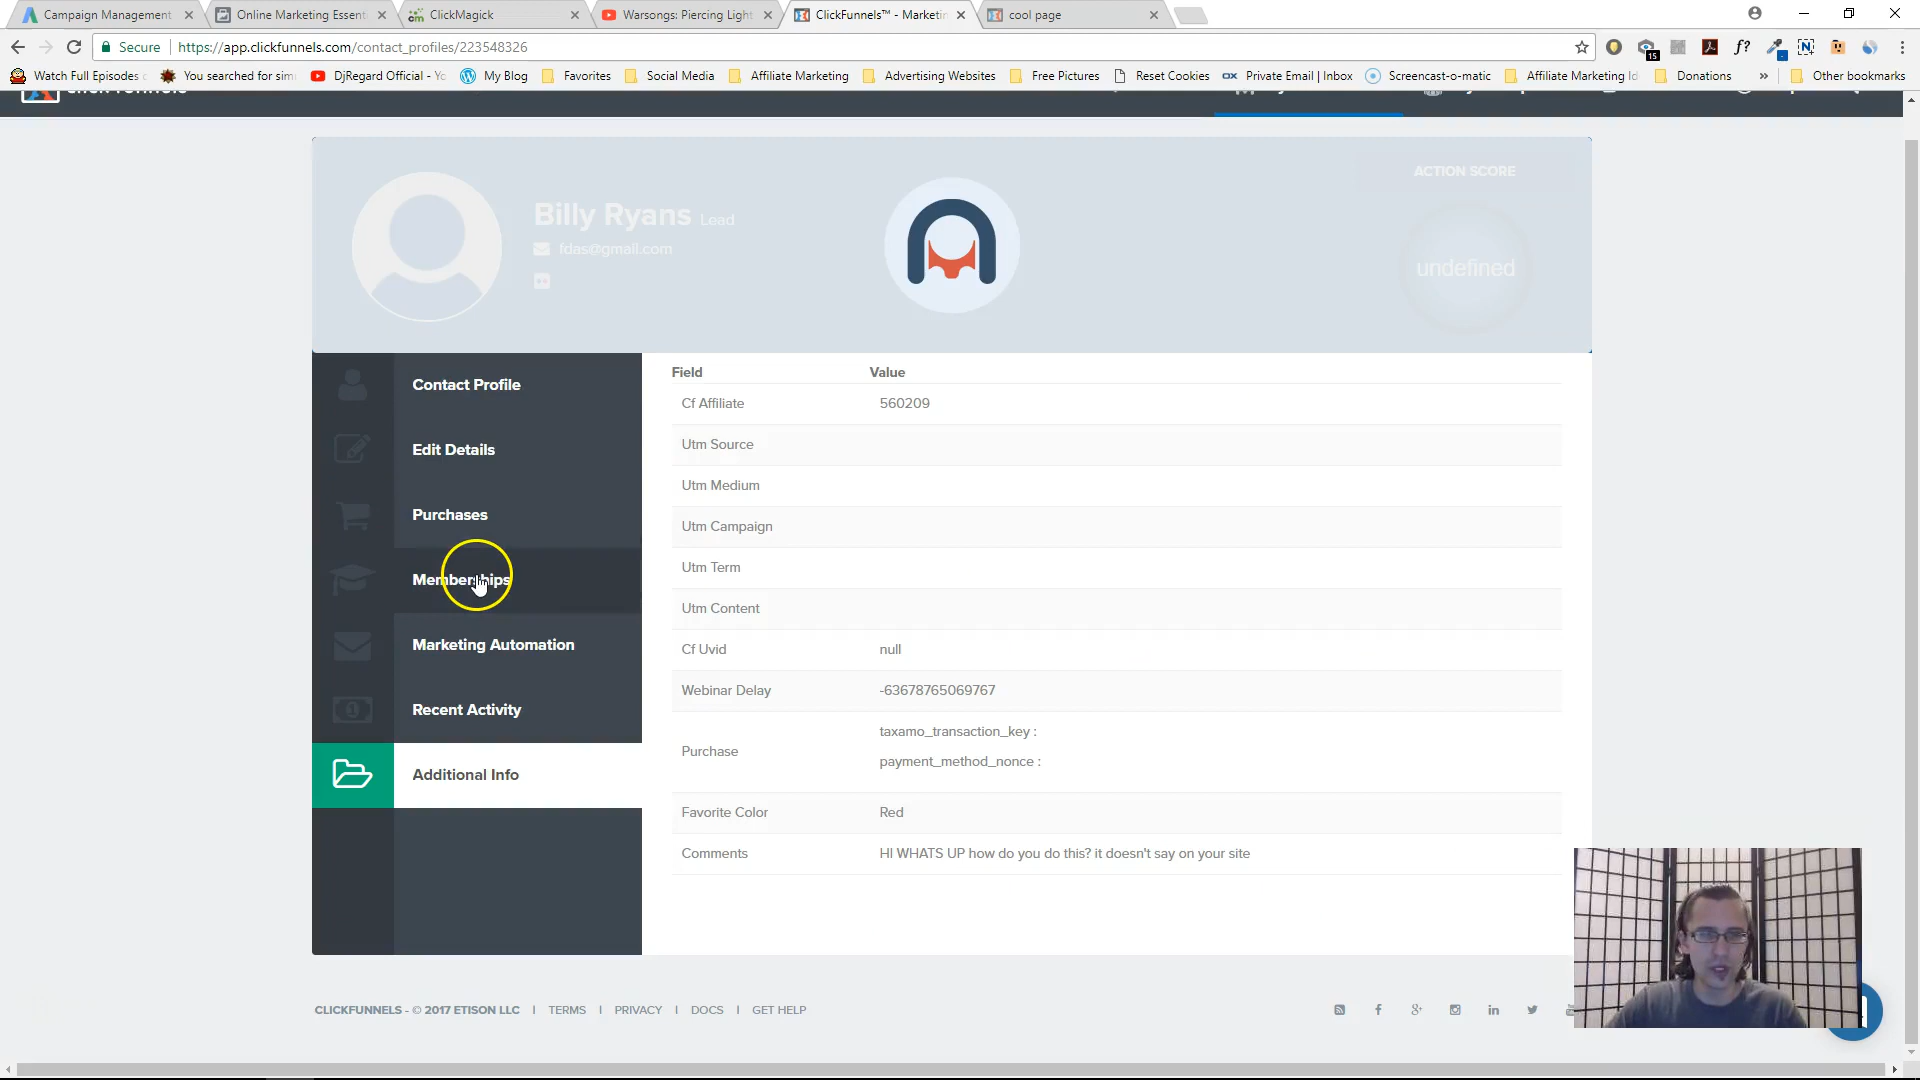 Campaign Management
Online Marketing Essent
ClickMagick
Warsongs: Piercing Light
ClickFunnels™ - Marketin
cool page
Secure
https://app.clickfunnels.com/contact_profiles/223548326
15
f?
N
Watch Full Episodes
You searched for sim
DjRegard Official - Yo
My Blog
Favorites
Social Media
Affiliate Marketing
Advertising Websites
Free Pictures
Reset Cookies
Private Email | Inbox
Screencast-o-matic
Affiliate Marketing Id
Donations
»
Other bookmarks
Billy Ryans Lead
fdas@gmail.com
ACTION SCORE
undefined
Contact Profile
Edit Details
Purchases
Memberships
Marketing Automation
Recent Activity
Additional Info
Field Value
Cf Affiliate 560209
Utm Source
Utm Medium
Utm Campaign
Utm Term
Utm Content
Cf Uvid null
Webinar Delay -63678765069767
Purchase
taxamo_transaction_key :
payment_method_nonce :
Favorite Color Red
Comments HI WHATS UP how do you do this? it doesn't say on your site
CLICKFUNNELS - © 2017 ETISON LLC | TERMS | PRIVACY | DOCS | GET HELP